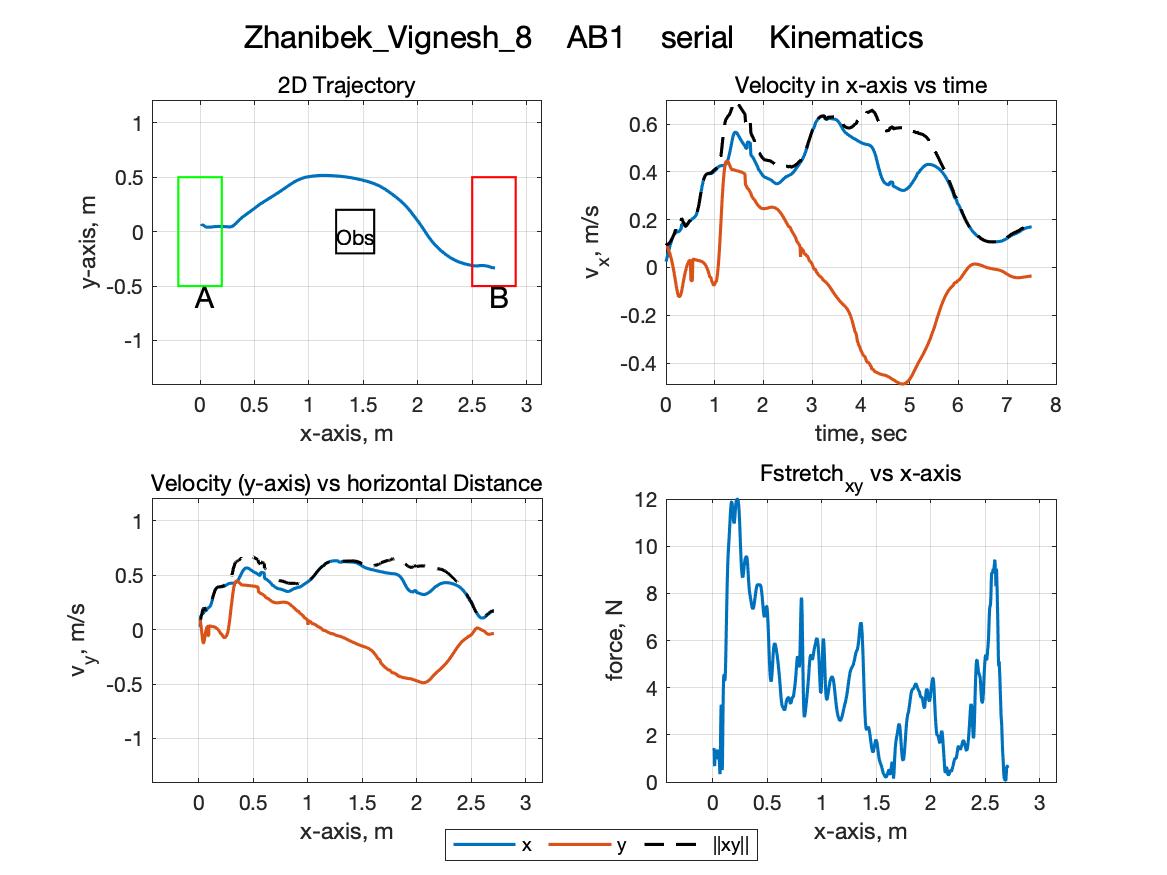 Zhanibek_Vignesh_8 AB1 serial Kinematics
2D Trajectory
1
0.5
0
-0.5
-1
y-axis, m
A
Obs
B
0 0.5 1 1.5 2 2.5 3
x-axis, m
Velocity in x-axis vs time
0.6
0.4
0.2
0
-0.2
-0.4
v_x, m/s
0 1 2 3 4 5 6 7 8
time, sec
Velocity (y-axis) vs horizontal Distance
1
0.5
0
-0.5
-1
v_y, m/s
0 0.5 1 1.5 2 2.5 3
x-axis, m
Fstretch_xy vs x-axis
12
10
8
6
4
2
0
force, N
0 0.5 1 1.5 2 2.5 3
x-axis, m
x y ||xy||